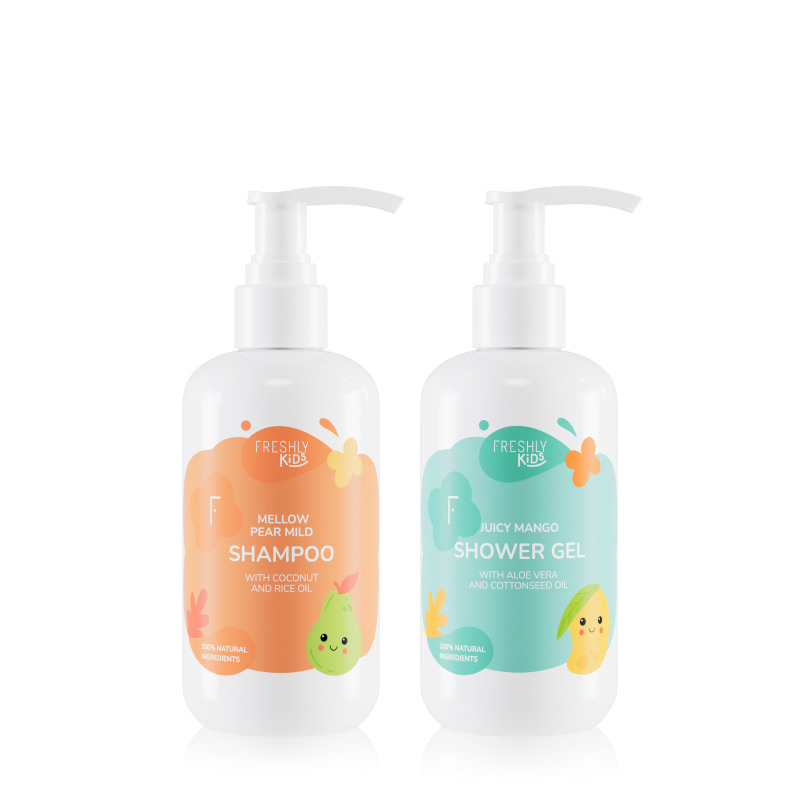 FRESHLY
KiDS
F
MELLOW
PEAR MILD
SHAMPOO
WITH COCONUT
AND RICE OIL
100% NATURAL
INGREDIENTS
FRESHLY
KiDS
F
JUICY MANGO
SHOWER GEL
WITH ALOE VERA
AND COTTONSEED OIL
100% NATURAL
INGREDIENTS